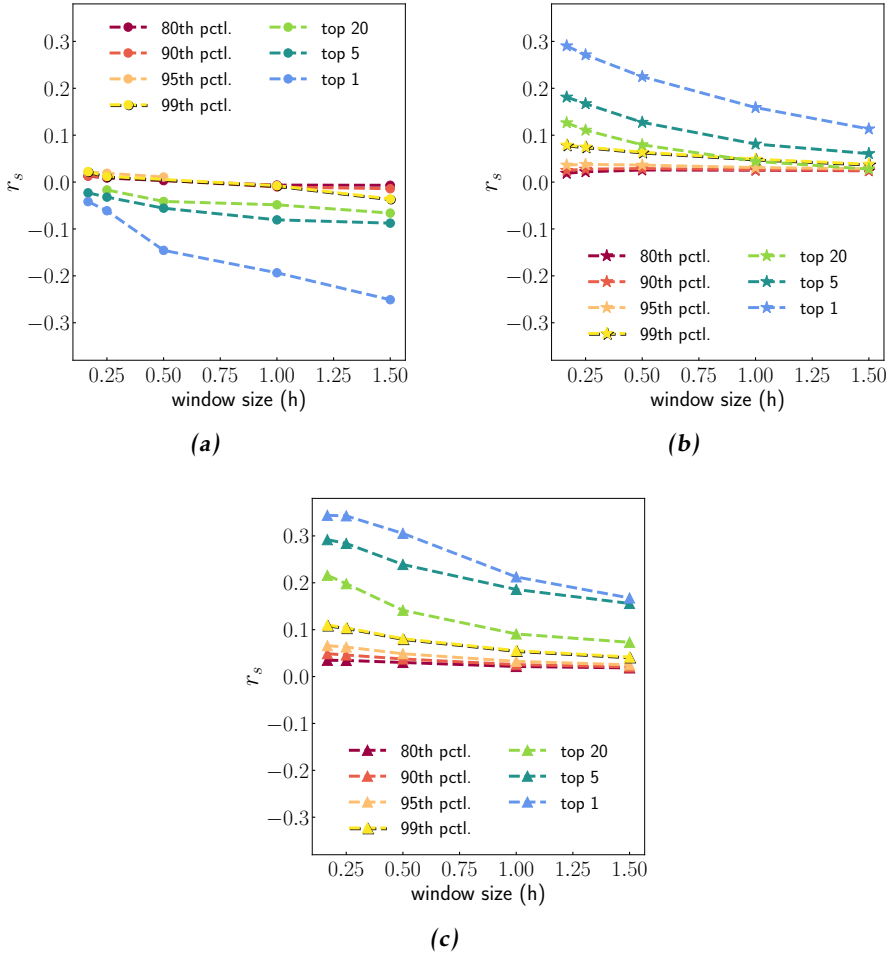 0.3
0.2
0.1
0.0
−0.1
−0.2
−0.3
r_s
80th pctl.
90th pctl.
95th pctl.
99th pctl.
top 20
top 5
top 1
0.25 0.50 0.75 1.00 1.25 1.50
window size (h)
(a)
0.3
0.2
0.1
0.0
−0.1
−0.2
−0.3
r_s
80th pctl.
90th pctl.
95th pctl.
99th pctl.
top 20
top 5
top 1
0.25 0.50 0.75 1.00 1.25 1.50
window size (h)
(b)
0.3
0.2
0.1
0.0
−0.1
−0.2
−0.3
r_s
80th pctl.
90th pctl.
95th pctl.
99th pctl.
top 20
top 5
top 1
0.25 0.50 0.75 1.00 1.25 1.50
window size (h)
(c)